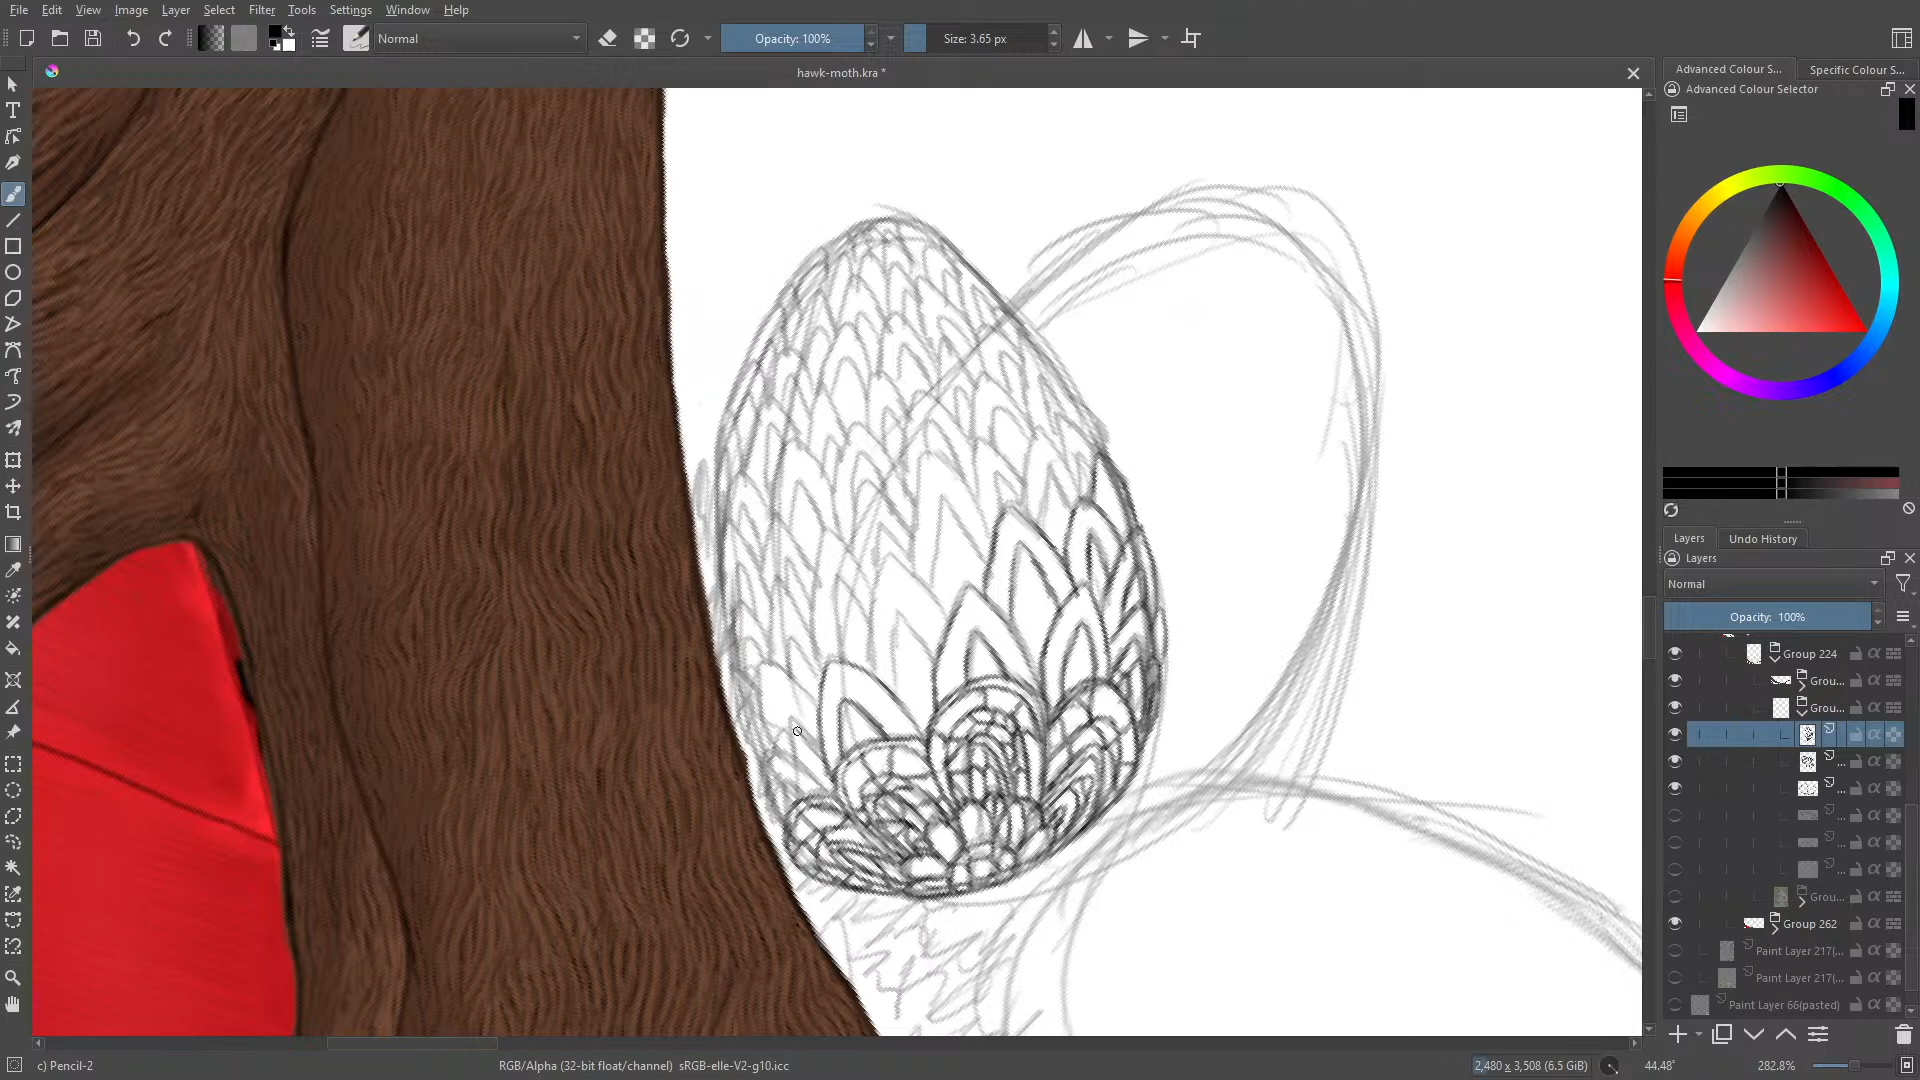 File Edit View Image Layer Select Filter Tools Settings Window Help
Normal
Opacity: 100%
Size: 3.65 px
hawk-moth.kra *
Advanced Colour S...
Specific Colour S...
Advanced Colour Selector
Layers
Undo History
Layers
Normal
Opacity: 100%
Group 224
Grou...
Grou...
...
...
...
...
...
Grou...
Group 262
Paint Layer 217(...
Paint Layer 217(...
Paint Layer 66(pasted)
c) Pencil-2
RGB/Alpha (32-bit float/channel) sRGB-elle-V2-g10.icc
2,480 x 3,508 (6.5 GiB)
44.48°
282.8%